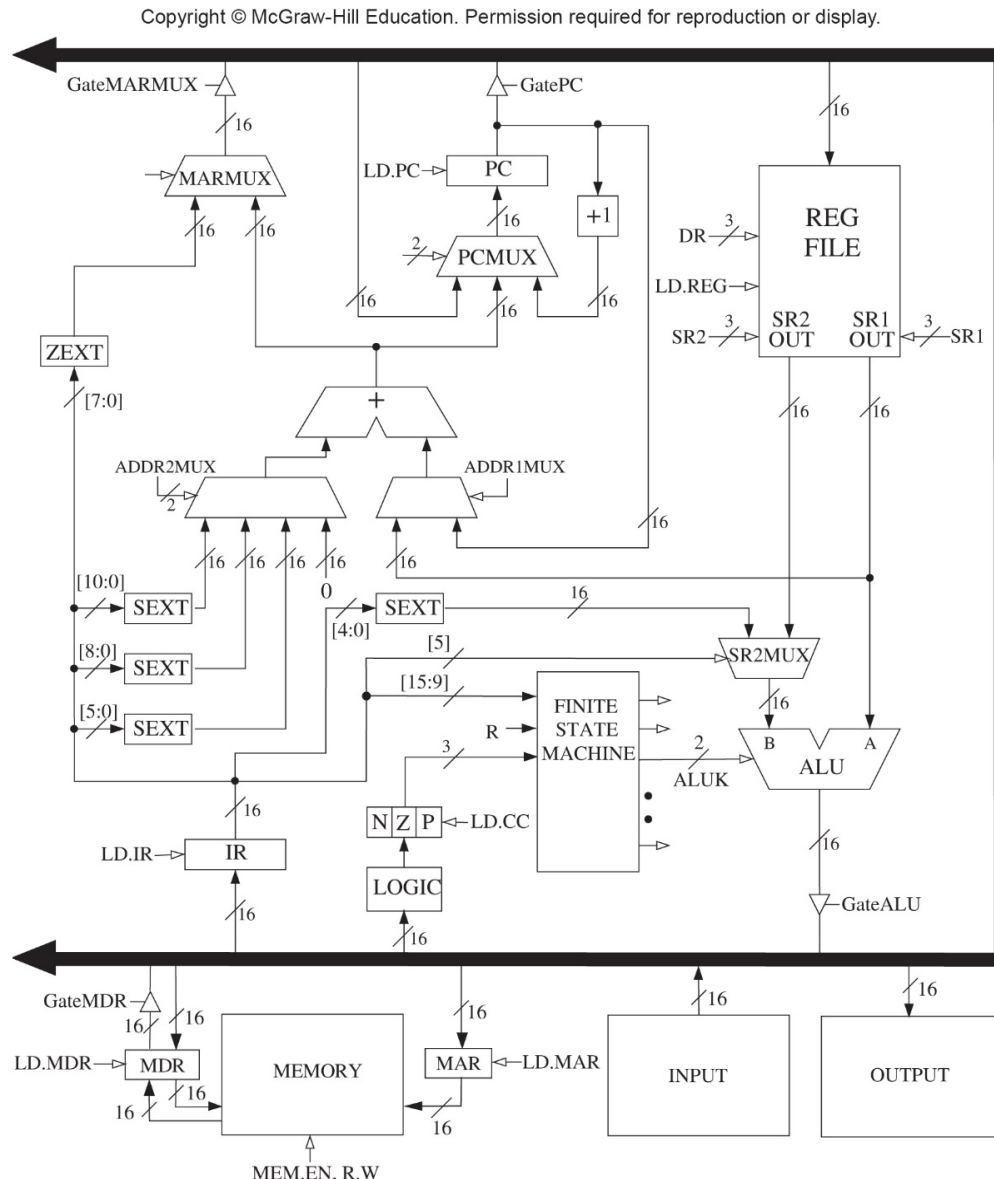 Copyright © McGraw-Hill Education. Permission required for reproduction or display.
GateMARMUX
GatePC
16
16
MARMUX
LD.PC
PC
+1
REG
FILE
DR
3
16
16
16
2
PCMUX
LD.REG
16
16
16
ZEXT
SR2
3
SR2
OUT
SR1
OUT
3
SR1
[7:0]
+
16
16
ADDR2MUX
2
ADDR1MUX
16
16
16
16
16
16
0
[10:0]
SEXT
[4:0]
SEXT
16
[8:0]
SEXT
[5]
SR2MUX
[15:9]
16
[5:0]
SEXT
R
FINITE
STATE
MACHINE
B
A
ALU
3
2
ALUK
16
N Z P
LD.CC
LD.IR
IR
LOGIC
16
GateALU
16
16
GateMDR
16
16
16
16
16
LD.MDR
MDR
MEMORY
MAR
LD.MAR
INPUT
OUTPUT
16
16
16
MEM.EN, R.W